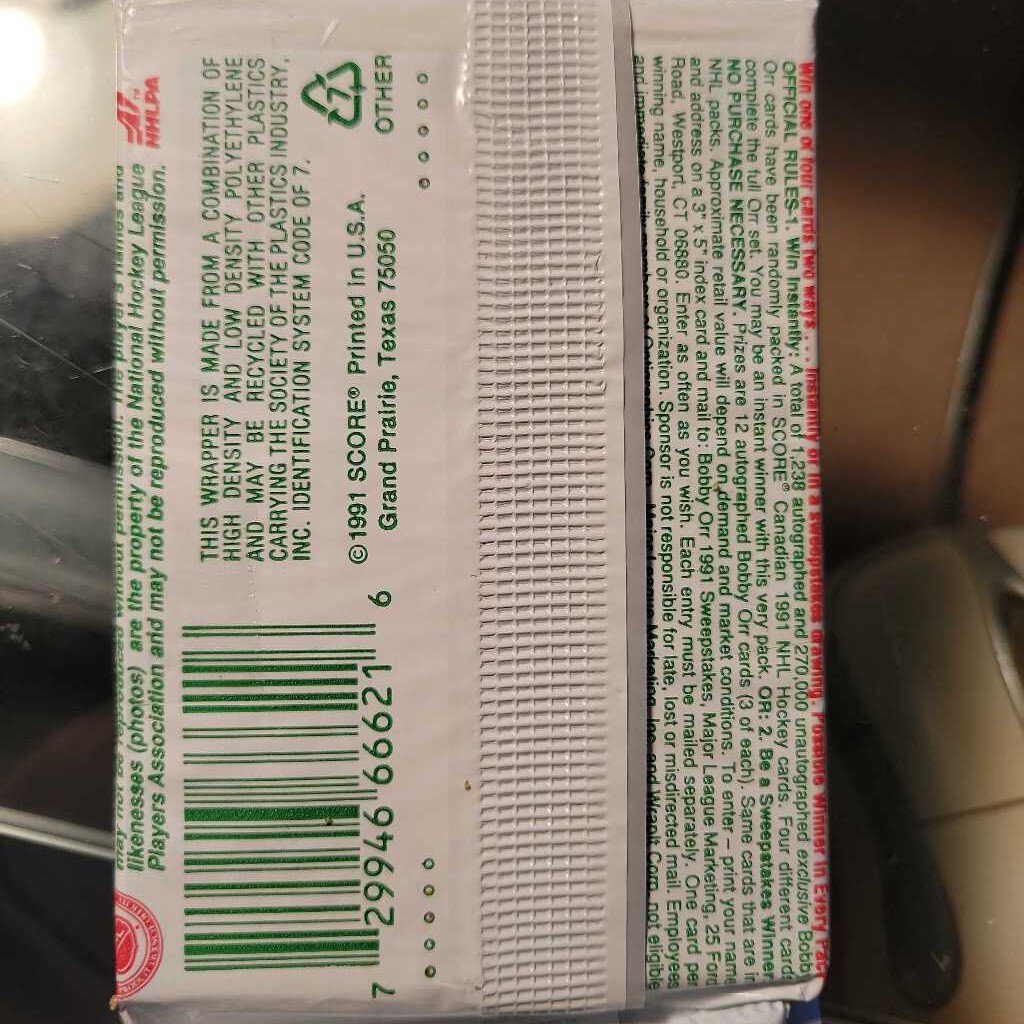 Win one of four cards two ways . . . instantly or in a sweepstakes drawing. Possible Winner in Every Pac
OFFICIAL RULES-1. Win Instantly: A total of 1,238 autographed and 270,000 unautographed exclusive Bobb
Orr cards have been randomly packed in SCORE® Canadian 1991 NHL Hockey cards. Four different cards
complete the full Orr set. You may be an instant winner with this very pack. OR: 2. Be a Sweepstakes Winner
NO PURCHASE NECESSARY. Prizes are 12 autographed Bobby Orr cards (3 of each). Same cards that are in
NHL packs. Approximate retail value will depend on demand and market conditions. To enter – print your name
and address on a 3" x 5" index card and mail to: Bobby Orr 1991 Sweepstakes, Major League Marketing, 25 Ford
Road, Westport, CT 06880. Enter as often as you wish. Each entry must be mailed separately. One card per
winning name, household or organization. Sponsor is not responsible for late, lost or misdirected mail. Employees
and immediate not eligible
NHLPA
likenesses (photos) are the property of the National Hockey League
Players Association and may not be reproduced without permission.
THIS WRAPPER IS MADE FROM A COMBINATION OF
HIGH DENSITY AND LOW DENSITY POLYETHYLENE
AND MAY BE RECYCLED WITH OTHER PLASTICS
CARRYING THE SOCIETY OF THE PLASTICS INDUSTRY,
INC. IDENTIFICATION SYSTEM CODE OF 7.
7
OTHER
©1991 SCORE® Printed in U.S.A.
Grand Prairie, Texas 75050
7 29946 66621 6